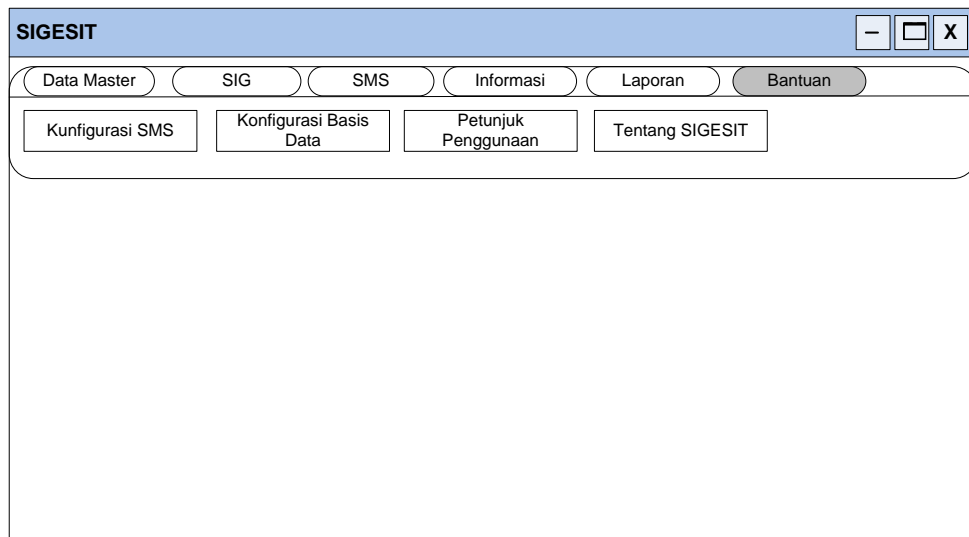 SIGESIT
X
Data Master
SIG
SMS
Informasi
Laporan
Bantuan
Kunfigurasi SMS
Konfigurasi Basis
Data
Petunjuk
Penggunaan
Tentang SIGESIT